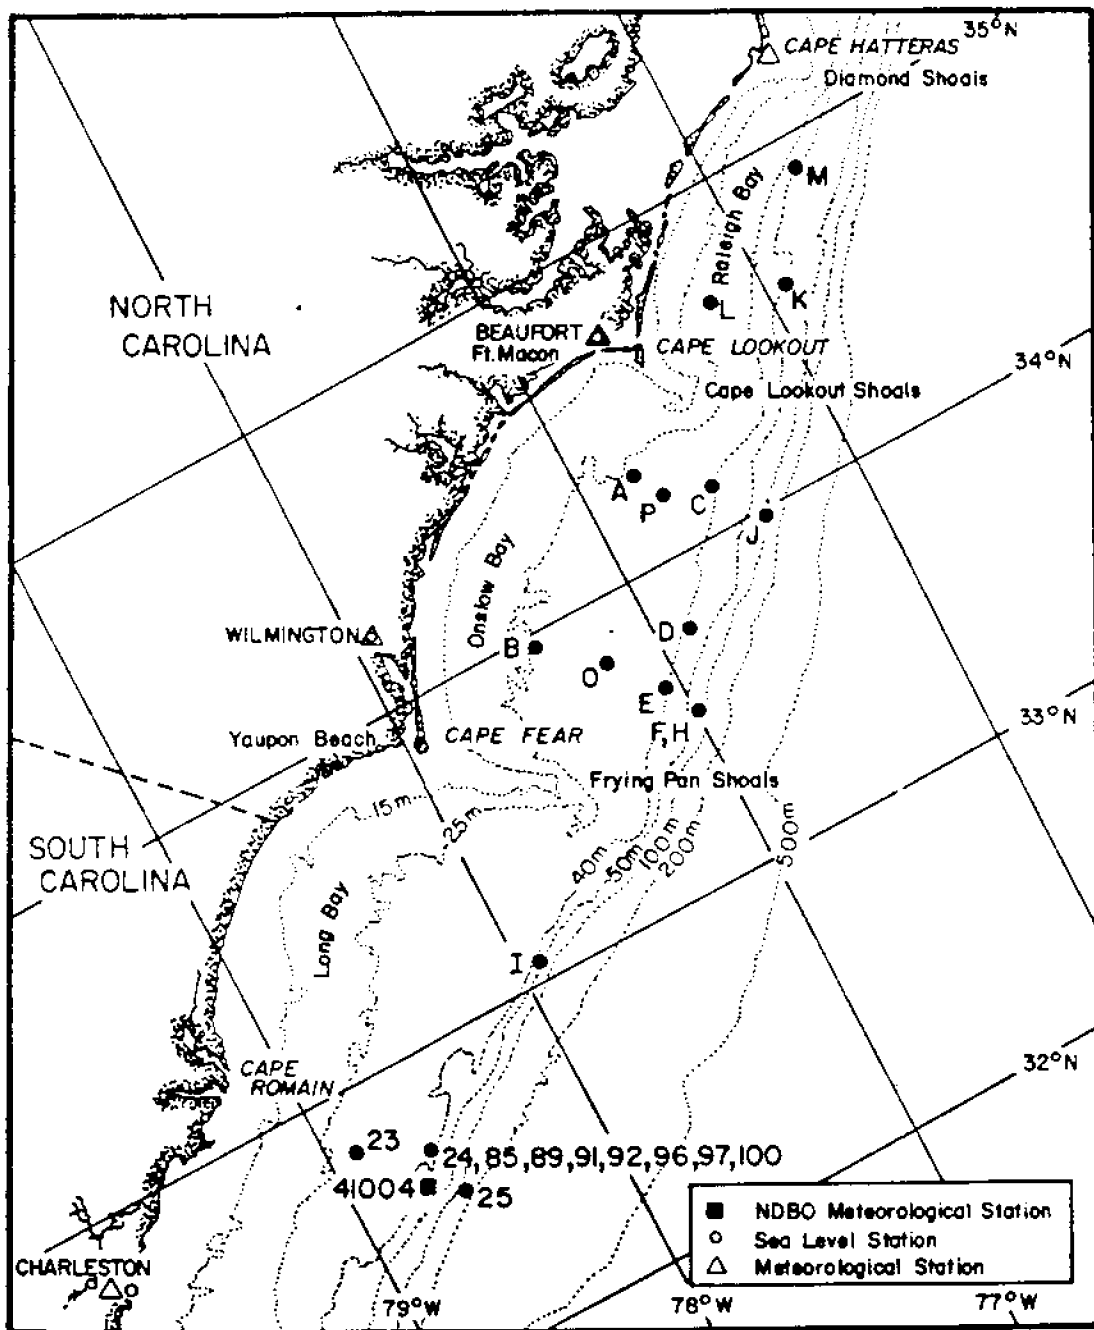 35°N
CAPE HATTERAS
Diamond Shoals
M
Raleigh Bay
NORTH
CAROLINA
K
L
BEAUFORT
Ft. Macon
CAPE LOOKOUT
34°N
Cape Lookout Shoals
A
P
C
J
Onslow Bay
WILMINGTON
B
D
O
E
F,H
33°N
Yaupon Beach
CAPE FEAR
Frying Pan Shoals
15m
25m
SOUTH
CAROLINA
40m
50m
100m
200m
500m
Long Bay
I
32°N
CAPE
ROMAIN
23
24,85,89,91,92,96,97,100
41004
25
NDBO Meteorological Station
Sea Level Station
Meteorological Station
CHARLESTON
79°W
78°W
77°W